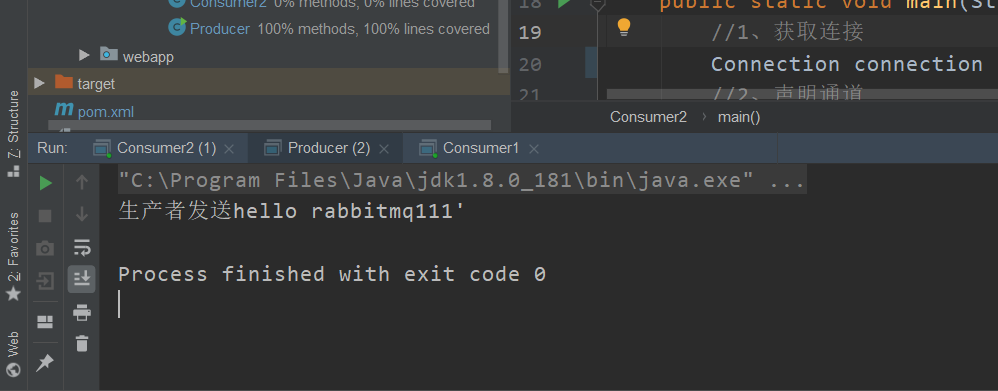 Consumer2 0% methods, 0% lines covered
Producer 100% methods, 100% lines covered
webapp
target
pom.xml
18 public static void main(St
19 //1、获取连接
20 Connection connection
21 //2、声明通道
Consumer2 › main()
Z: Structure
2: Favorites
Web
Run: Consumer2 (1) × Producer (2) × Consumer1 ×
"C:\Program Files\Java\jdk1.8.0_181\bin\java.exe" ...
生产者发送hello rabbitmq111'
Process finished with exit code 0